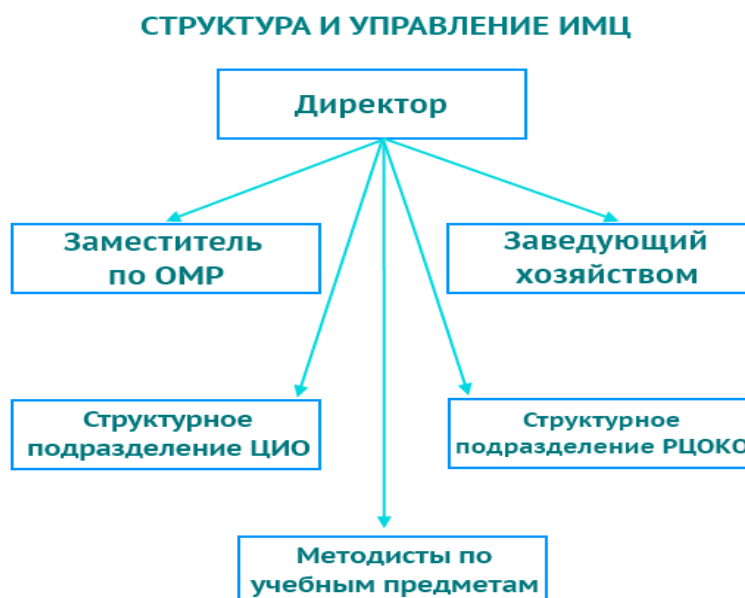 СТРУКТУРА И УПРАВЛЕНИЕ ИМЦ
Директор
Заместитель
по ОМР
Заведующий
хозяйством
Структурное
подразделение ЦИО
Структурное
подразделение РЦОКО
Методисты по
учебным предметам